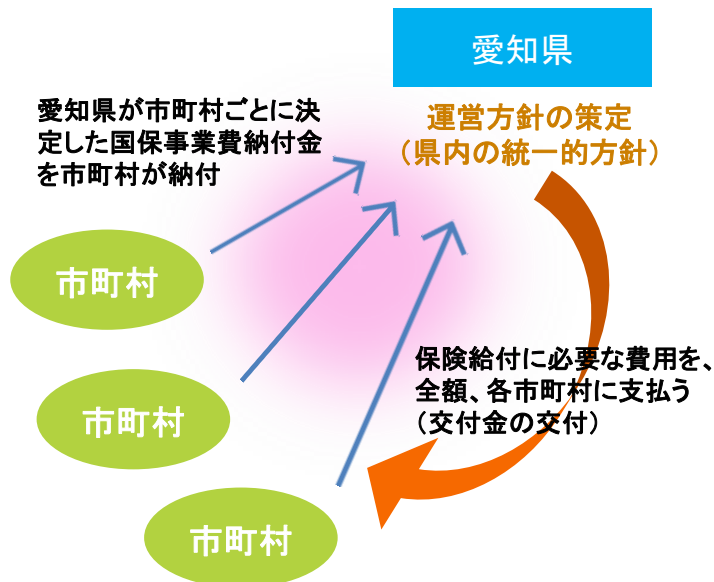 愛知県
運営方針の策定
（県内の統一的方針）
愛知県が市町村ごとに決
定した国保事業費納付金
を市町村が納付
市町村
市町村
市町村
保険給付に必要な費用を、
全額、各市町村に支払う
（交付金の交付）